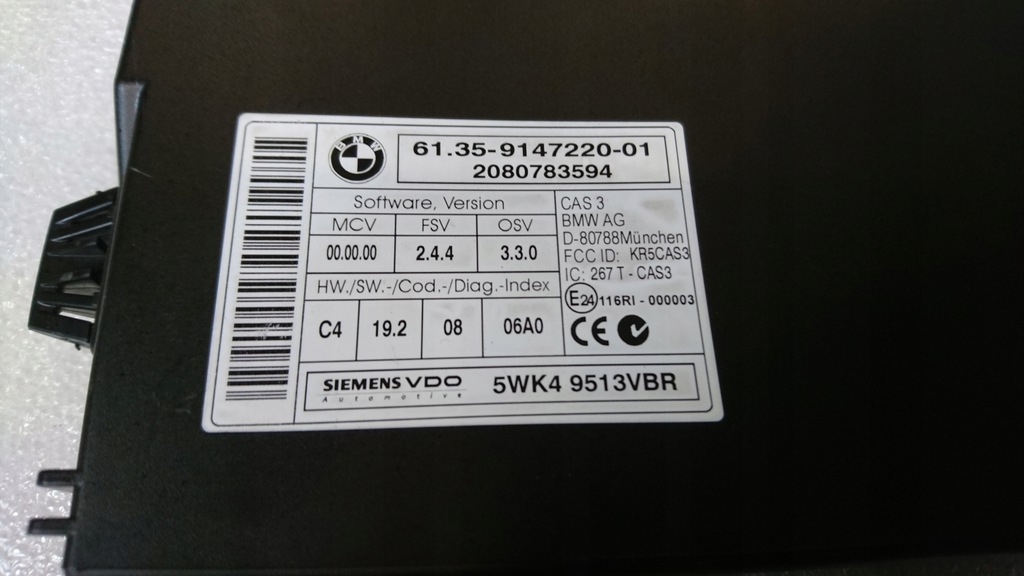 BMW
61.35-9147220-01
2080783594
Software, Version
MCV FSV OSV
00.00.00 2.4.4 3.3.0
HW./SW.-/Cod.-/Diag.-Index
C4 19.2 08 06A0
CAS 3
BMW AG
D-80788München
FCC ID: KR5CAS3
IC: 267 T - CAS3
E24 116RI - 000003
CE
SIEMENS VDO
Automotive
5WK4 9513VBR